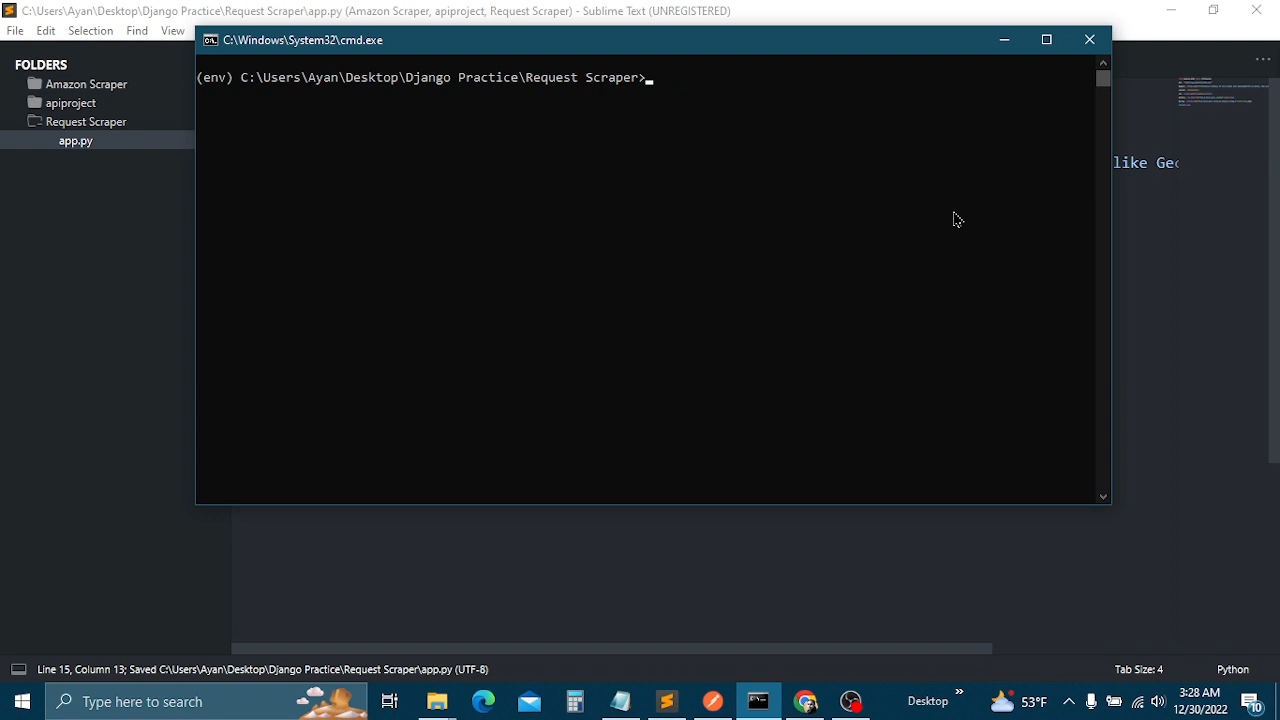 C:\Users\Ayan\Desktop\Django Practice\Request Scraper\app.py (Amazon Scraper, apiproject, Request Scraper) - Sublime Text (UNREGISTERED)
File Edit Selection Find View
C:\Windows\System32\cmd.exe
FOLDERS
(env) C:\Users\Ayan\Desktop\Django Practice\Request Scraper>
Amazon Scraper
apiproject
Request Scraper
app.py
like Gec
Line 15, Column 13; Saved C:\Users\Ayan\Desktop\Django Practice\Request Scraper\app.py (UTF-8)
Tab Size: 4
Python
Type here to search
Desktop
53°F
3:28 AM
12/30/2022
10